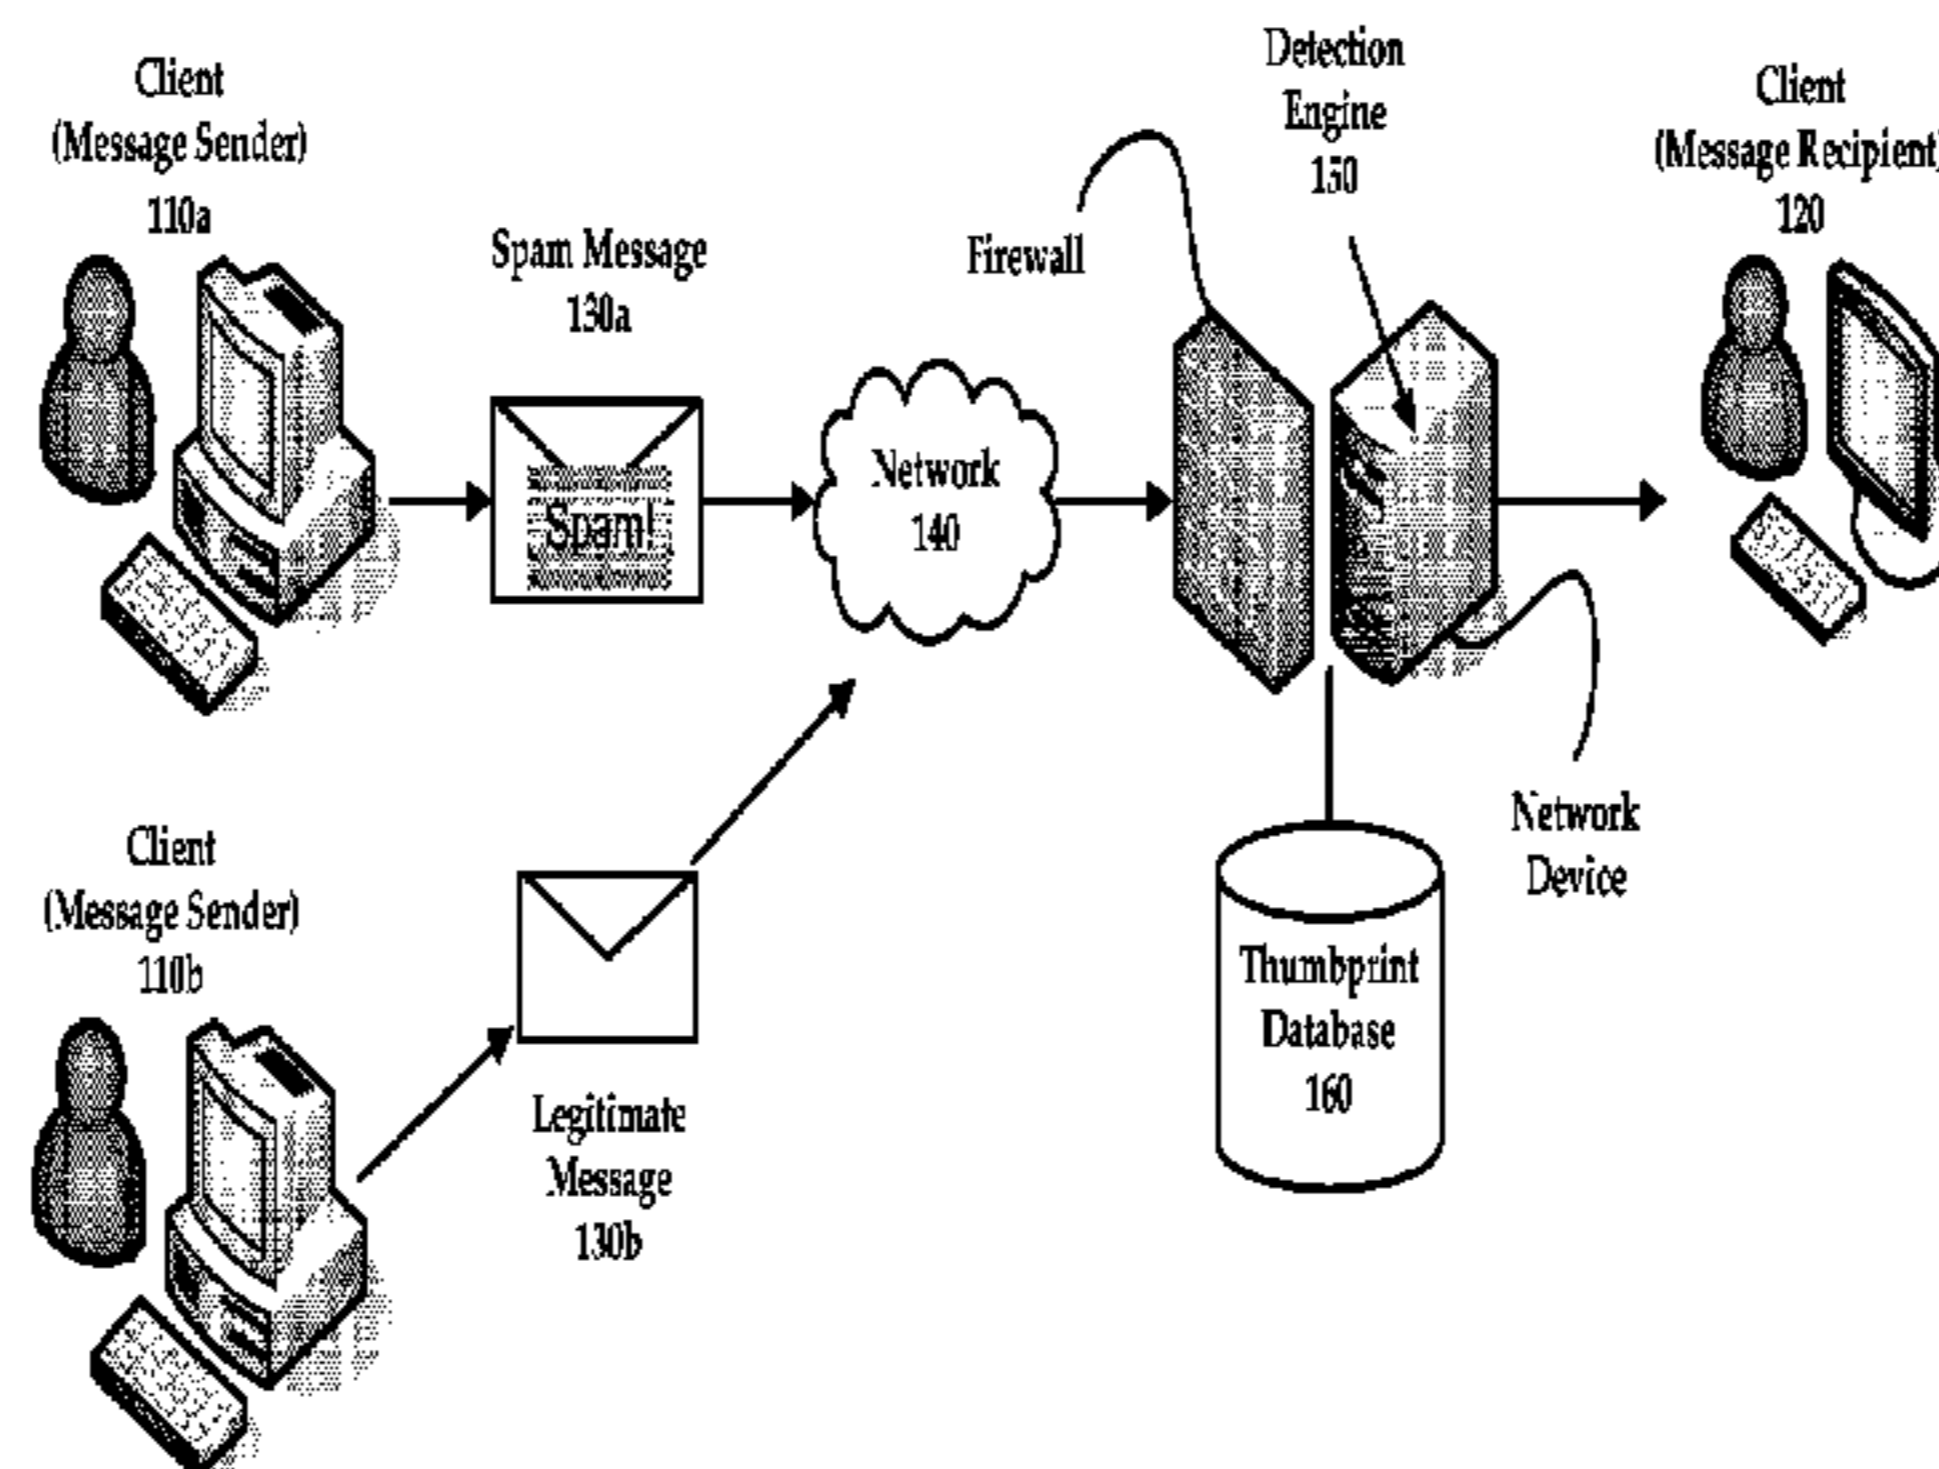 Client
(Message Sender)
110a
Spam Message
130a
Spam!
Network
140
Firewall
Detection
Engine
150
Client
(Message Recipient)
120
Network
Device
Thumbprint
Database
160
Client
(Message Sender)
110b
Legitimate
Message
130b